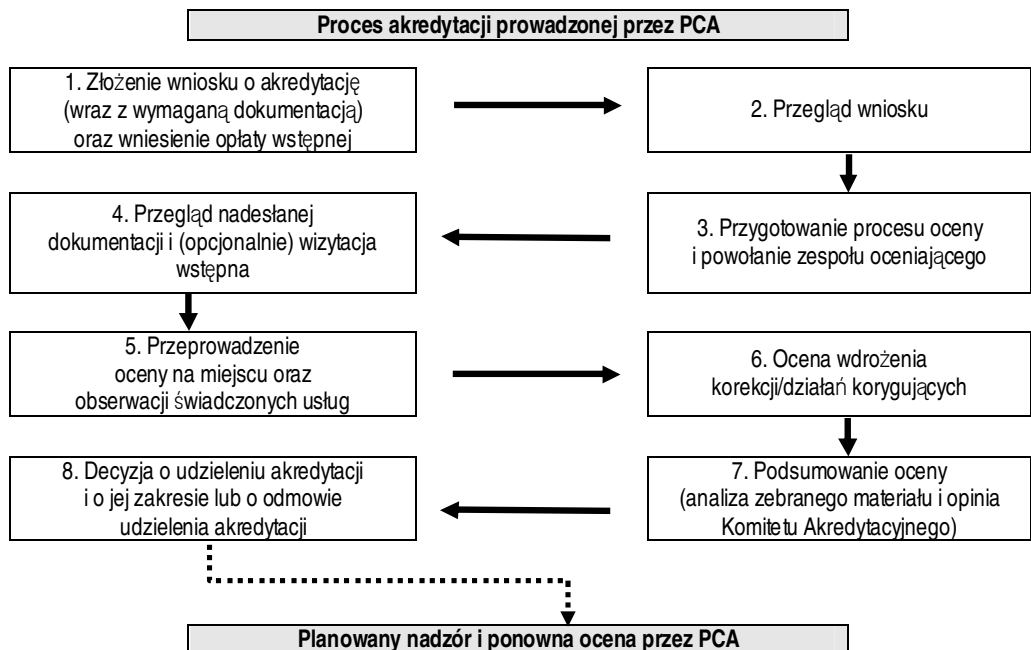 Proces akredytacji prowadzonej przez PCA
1. Złożenie wniosku o akredytację
(wraz z wymaganą dokumentacją)
oraz wniesienie opłaty wstępnej
2. Przegląd wniosku
3. Przygotowanie procesu oceny
i powołanie zespołu oceniającego
4. Przegląd nadesłanej
dokumentacji i (opcjonalnie) wizytacja
wstępna
5. Przeprowadzenie
oceny na miejscu oraz
obserwacji świadczonych usług
6. Ocena wdrożenia
korekcji/działań korygujących
7. Podsumowanie oceny
(analiza zebranego materiału i opinia
Komitetu Akredytacyjnego)
8. Decyzja o udzieleniu akredytacji
i o jej zakresie lub o odmowie
udzielenia akredytacji
Planowany nadzór i ponowna ocena przez PCA